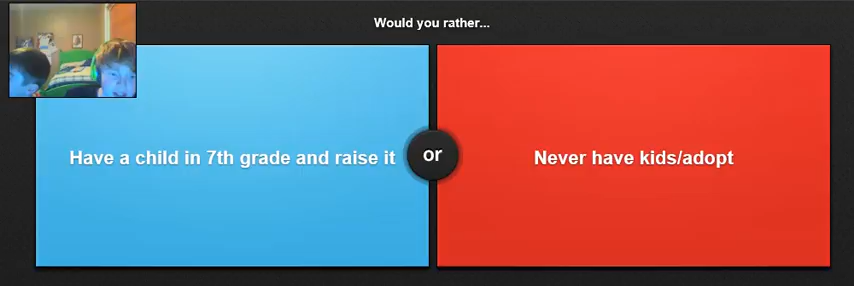 Would you rather...
Have a child in 7th grade and raise it
or
Never have kids/adopt